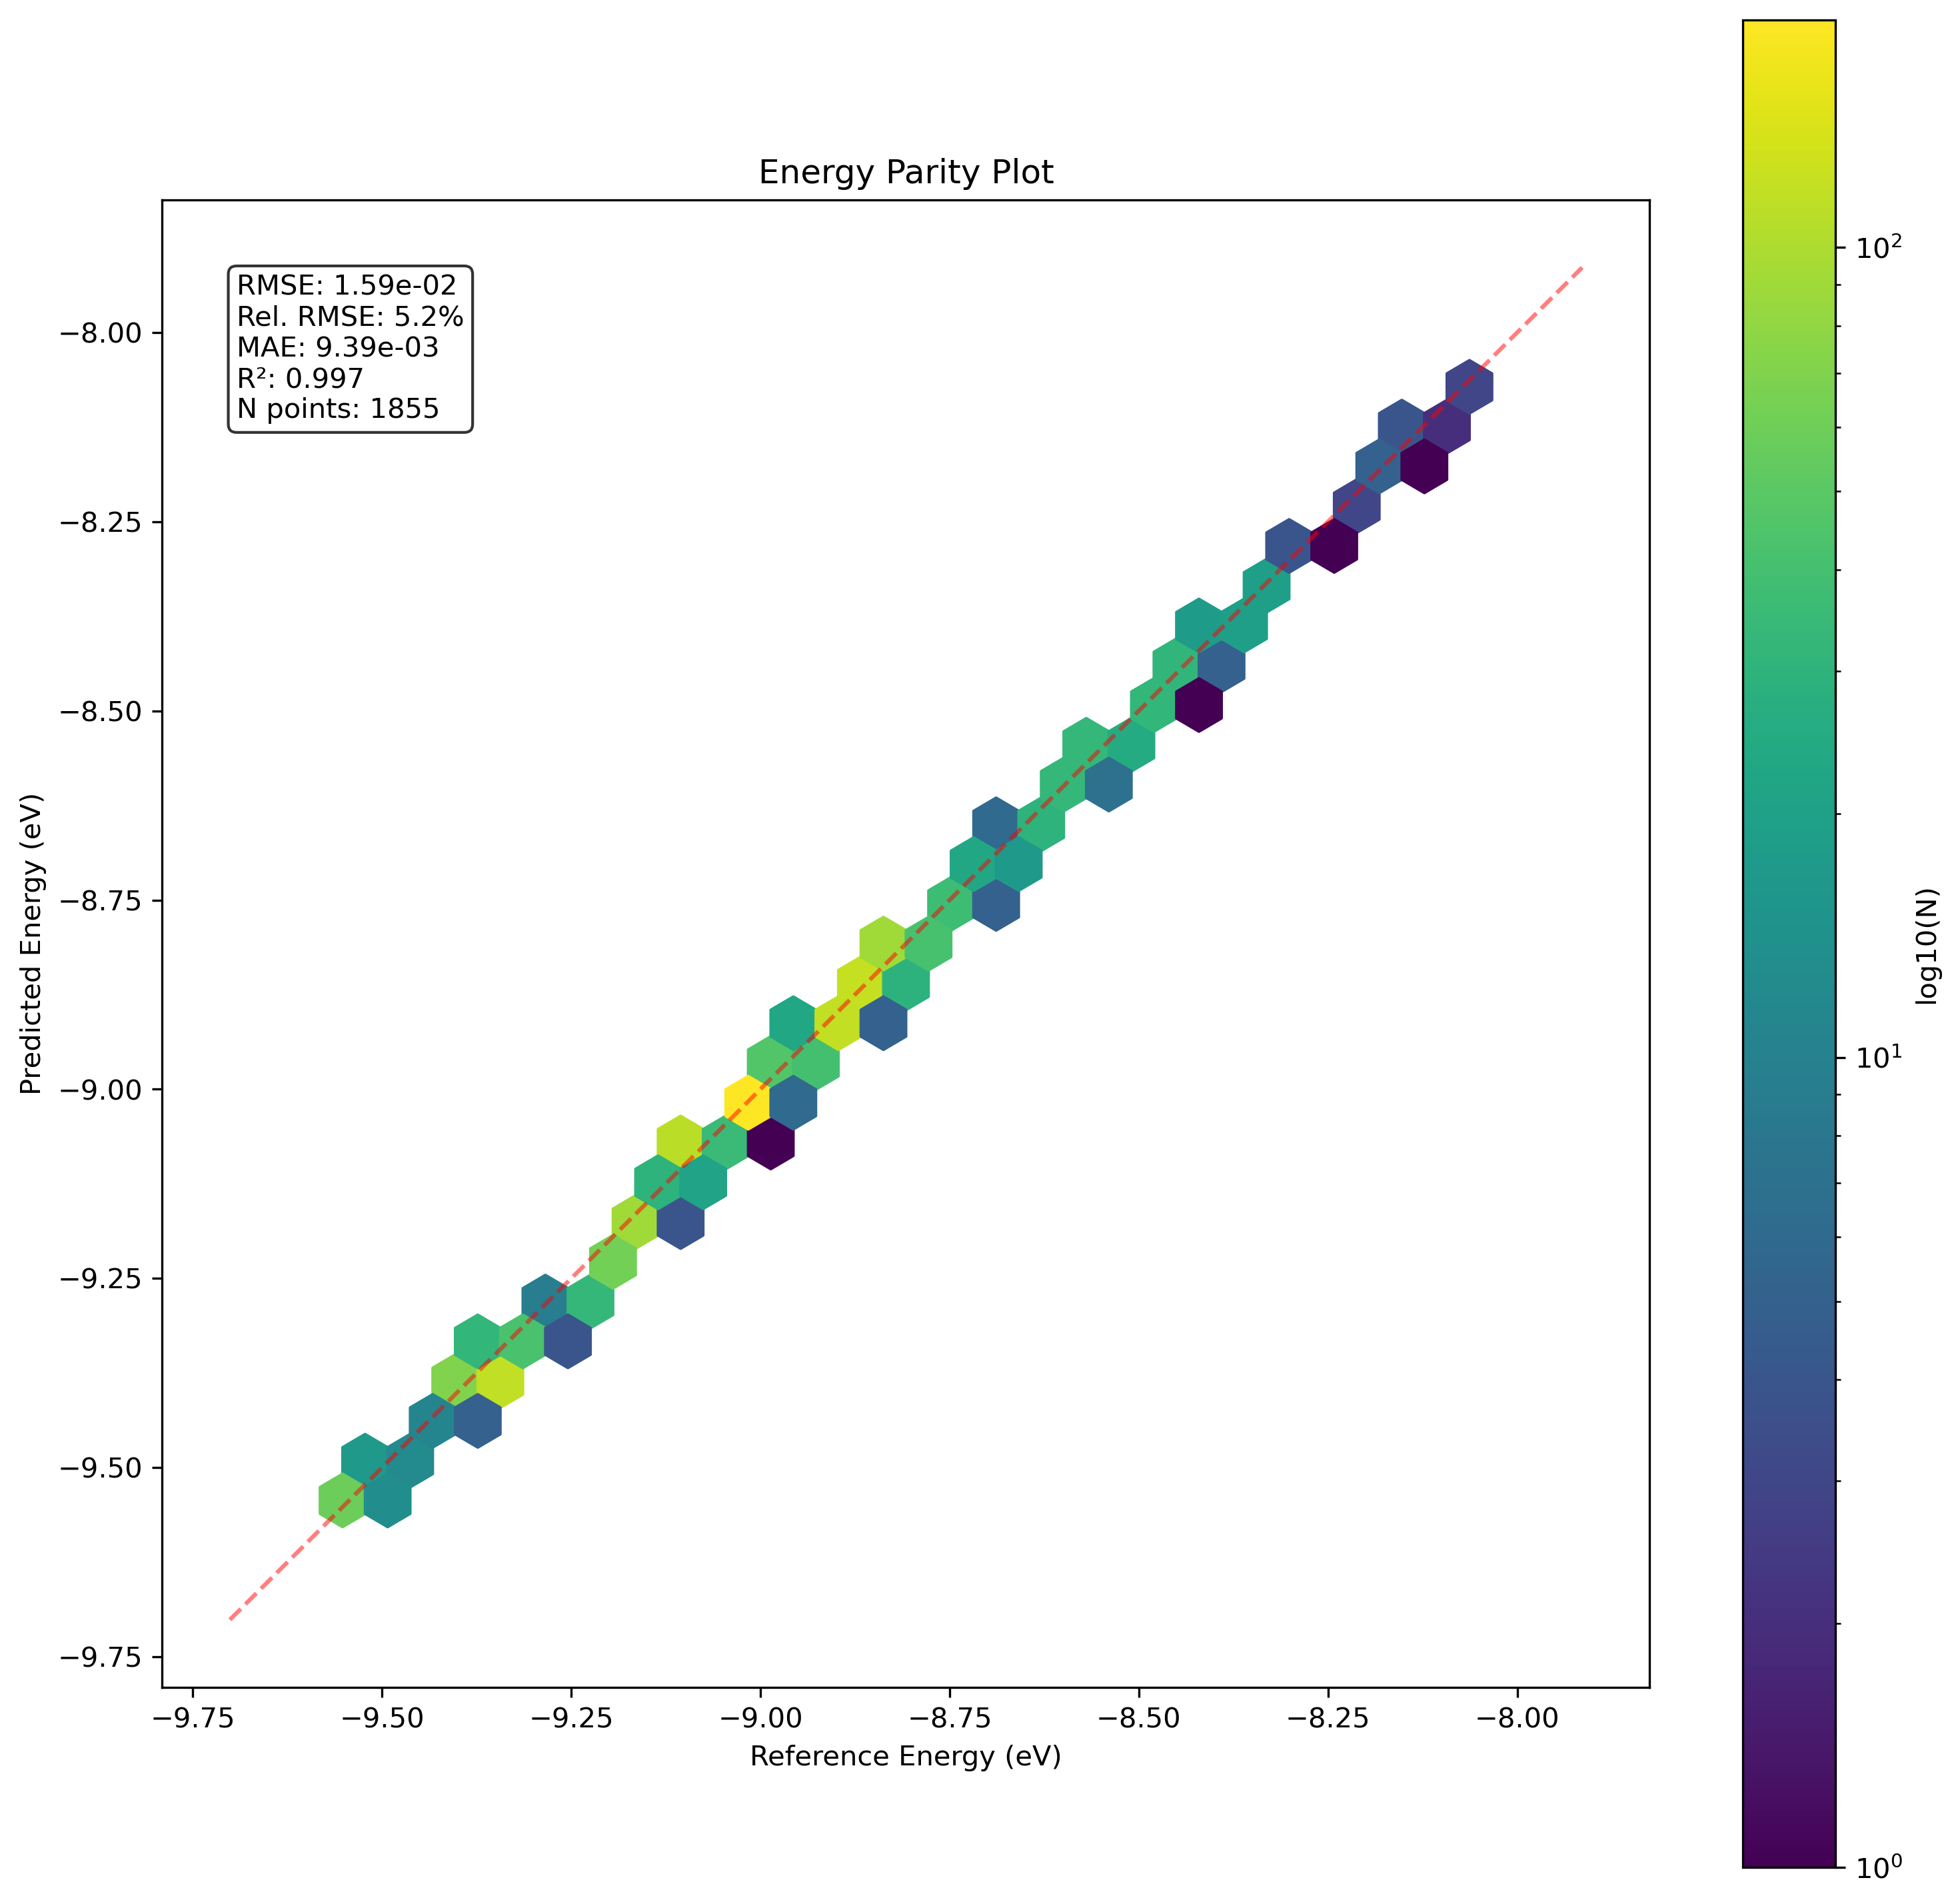 Energy Parity Plot
RMSE: 1.59e-02
Rel. RMSE: 5.2%
MAE: 9.39e-03
R²: 0.997
N points: 1855
Predicted Energy (eV)
−8.00
−8.25
−8.50
−8.75
−9.00
−9.25
−9.50
−9.75
−9.75
−9.50
−9.25
−9.00
−8.75
−8.50
−8.25
−8.00
Reference Energy (eV)
10²
10¹
10⁰
log10(N)